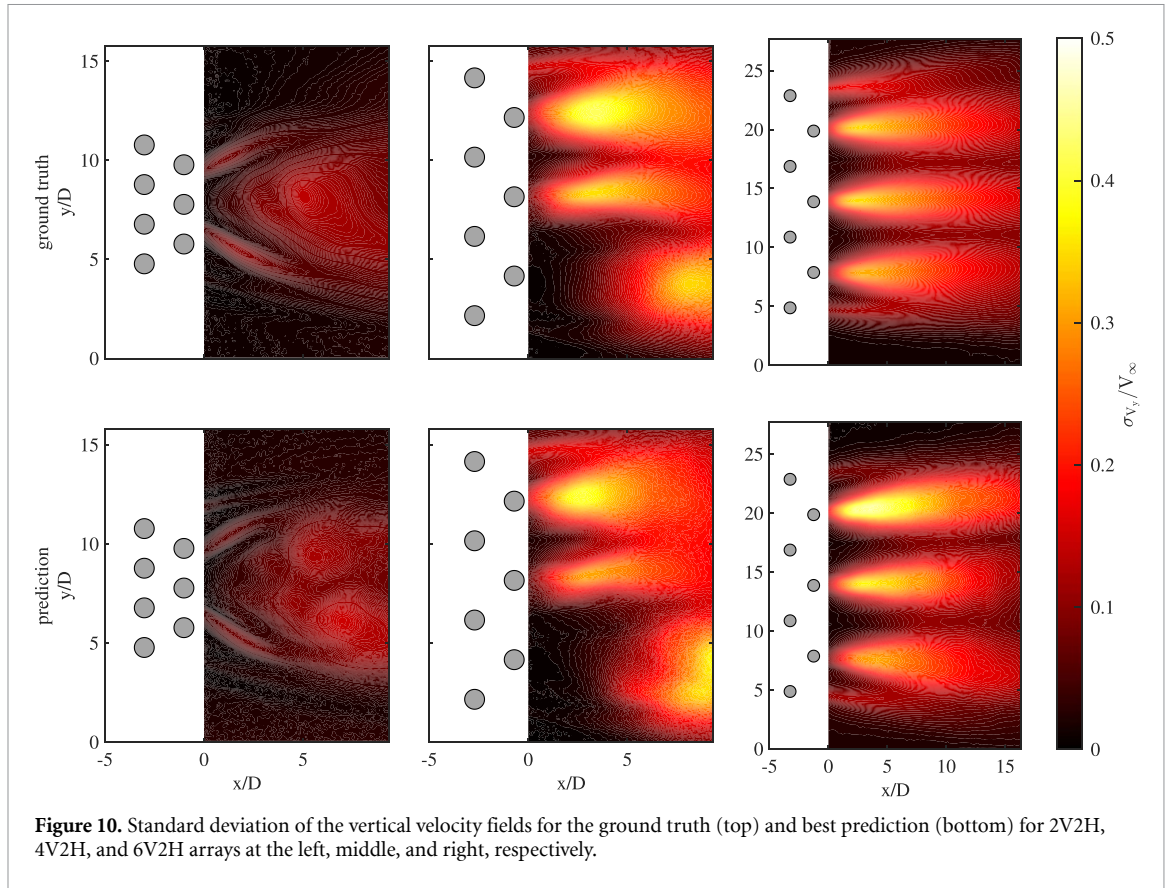 15
10
5
0
ground truth
y/D
25
20
15
10
5
0
0.5
0.4
0.3
0.2
0.1
0
σVy/V∞
15
10
5
0
prediction
y/D
-5 0 5
x/D
-5 0 5
x/D
25
20
15
10
5
0
-5 0 5 10 15
x/D
Figure 10. Standard deviation of the vertical velocity fields for the ground truth (top) and best prediction (bottom) for 2V2H,
4V2H, and 6V2H arrays at the left, middle, and right, respectively.